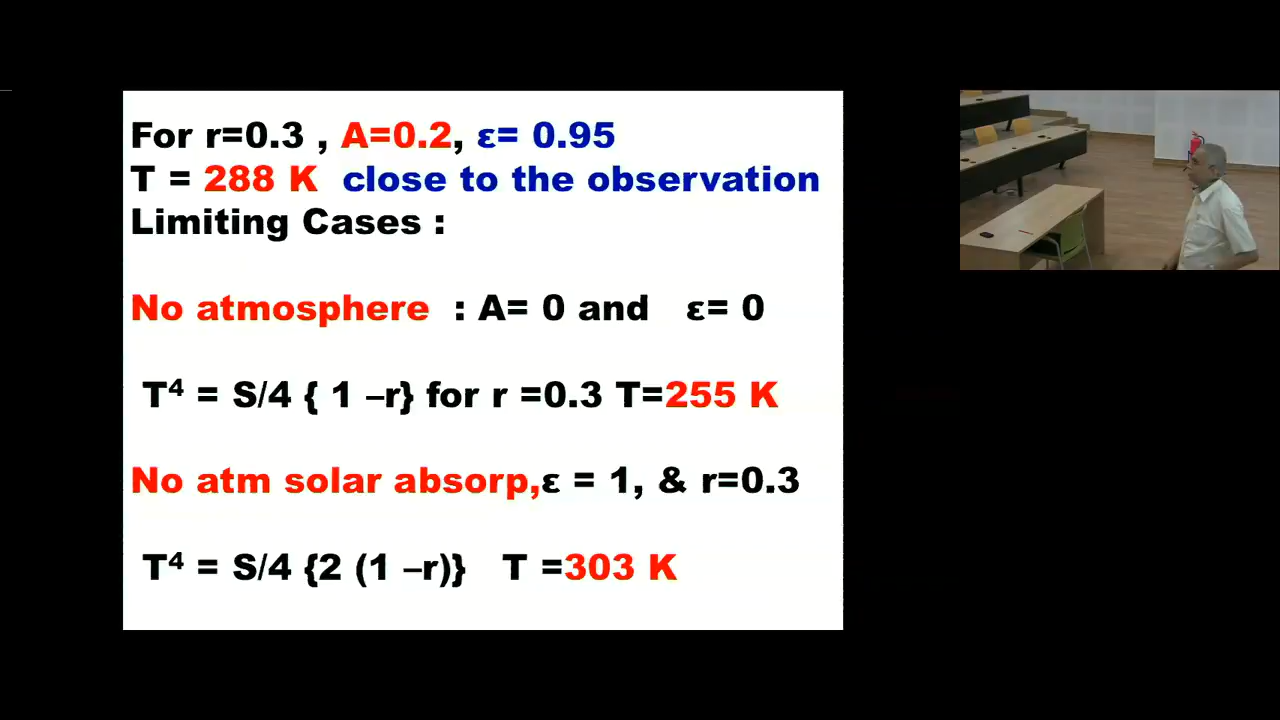 For r=0.3 , A=0.2, ε= 0.95
T = 288 K close to the observation
Limiting Cases :
No atmosphere : A= 0 and ε= 0
T⁴ = S/4 { 1 –r} for r =0.3 T=255 K
No atm solar absorp,ε = 1, & r=0.3
T⁴ = S/4 {2 (1 –r)} T =303 K